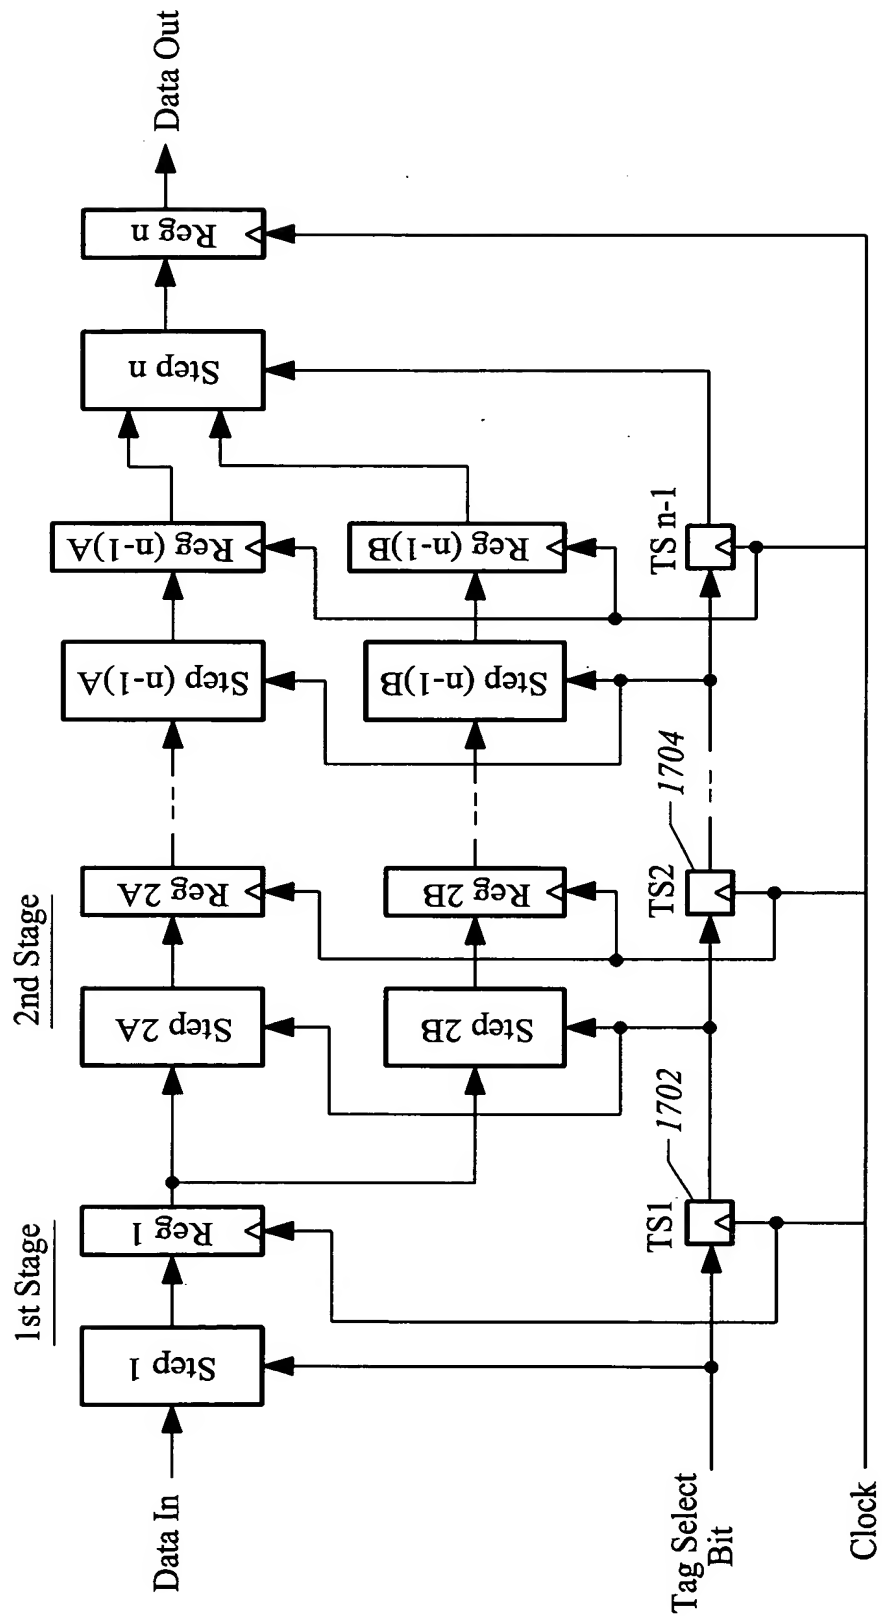 1st Stage
2nd Stage
Data In
Step 1
Reg 1
Step 2A
Reg 2A
Step (n-1)A
Reg (n-1)A
Step n
Reg n
Data Out
Step 2B
Reg 2B
Step (n-1)B
Reg (n-1)B
Tag Select
Bit
TS1
1702
TS2
1704
TS n-1
Clock